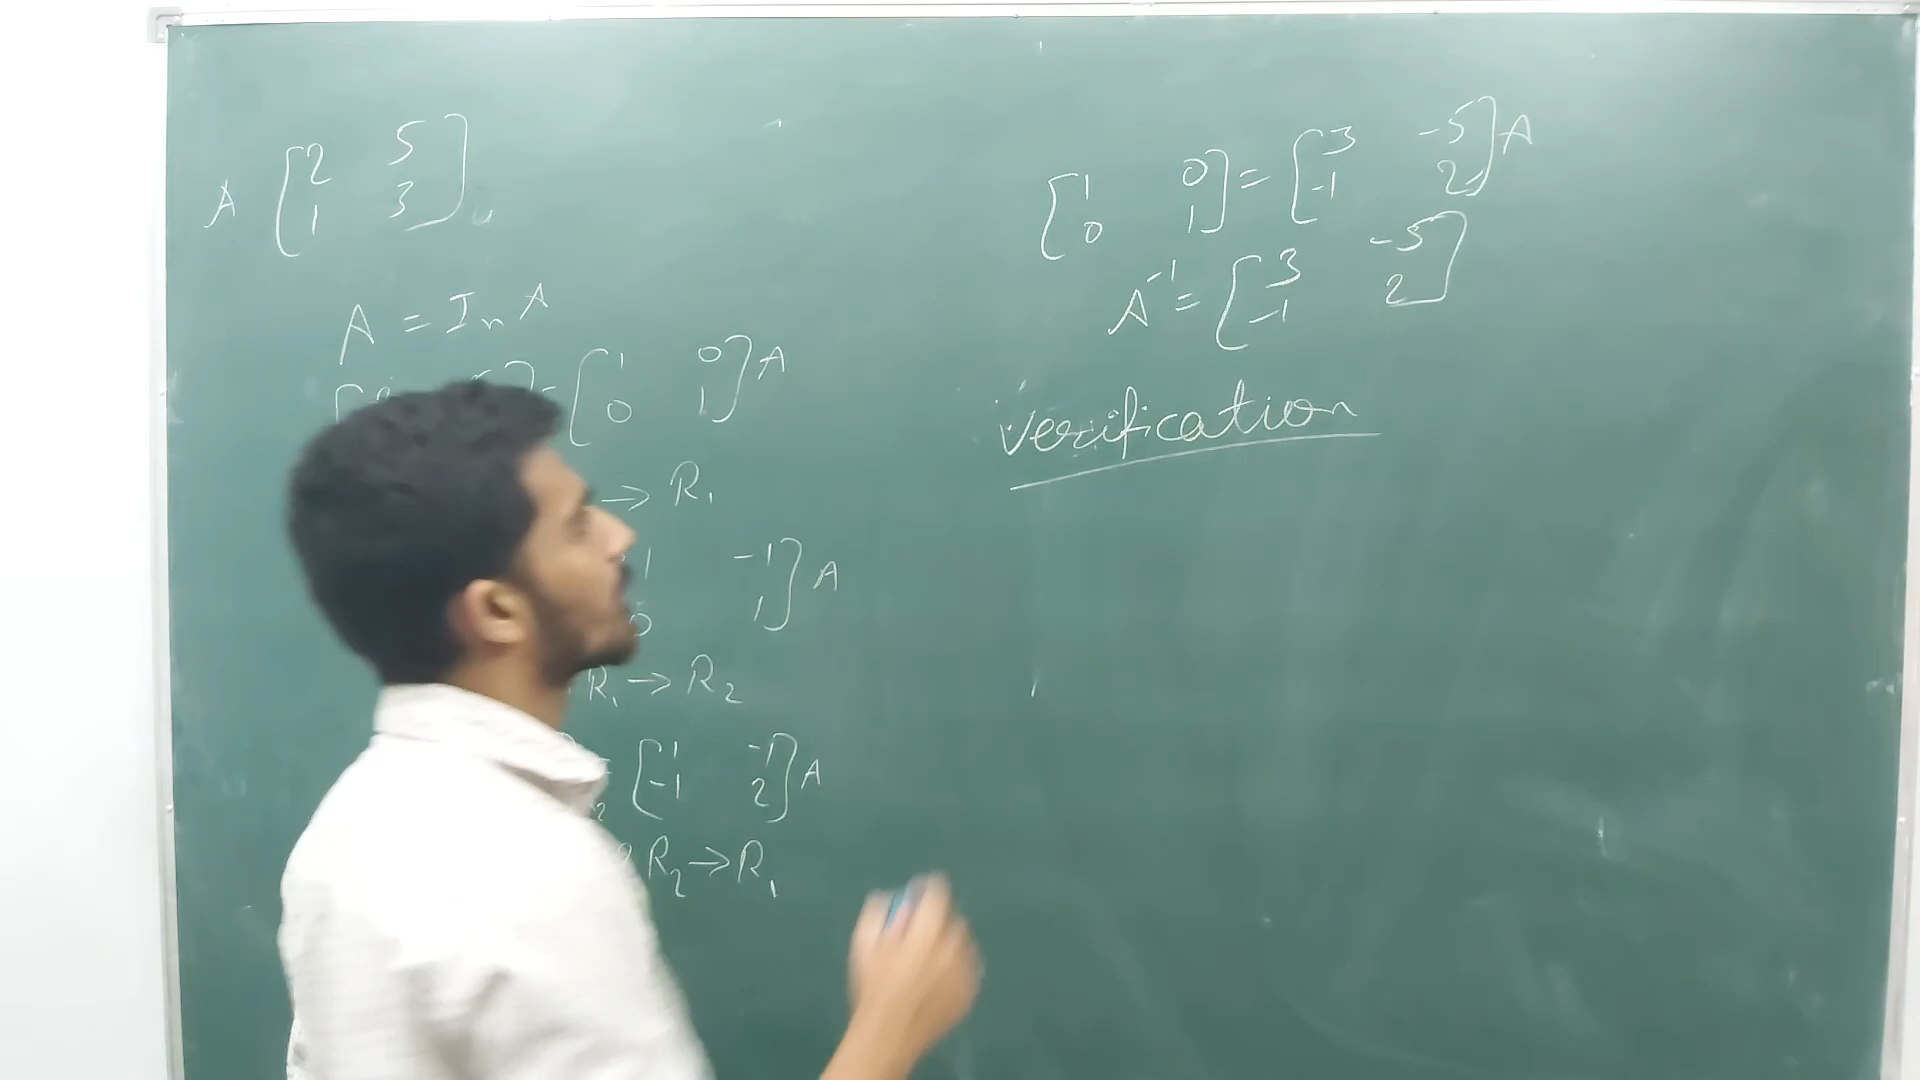 A [2 5
1 3]
A = Iₙ A
= [1 0
0 1] A
→ R₁
1 -1
0 1] A
R₁ → R₂
[1 -1
-1 2] A
R₂ → R₁
[1 0
0 1] = [3 -5
-1 2] A
A⁻¹ = [3 -5
-1 2]
verification